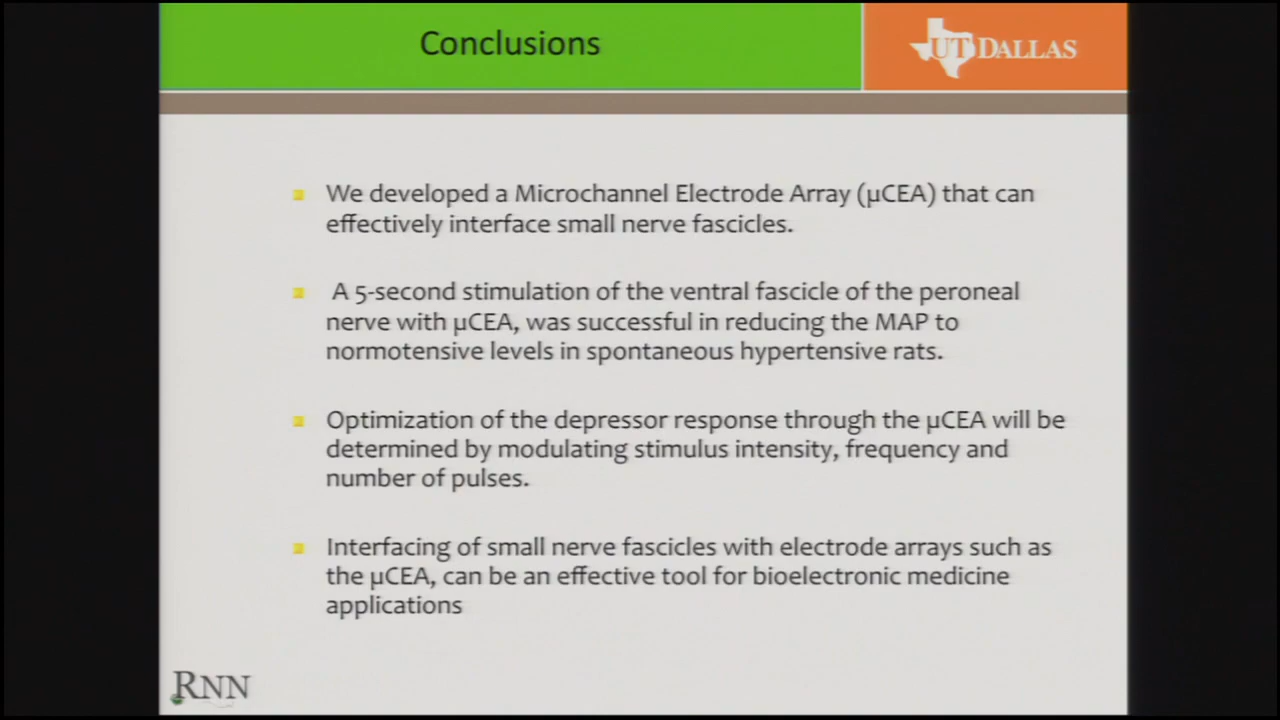 Conclusions
UT DALLAS
We developed a Microchannel Electrode Array (µCEA) that can
effectively interface small nerve fascicles.
A 5-second stimulation of the ventral fascicle of the peroneal
nerve with µCEA, was successful in reducing the MAP to
normotensive levels in spontaneous hypertensive rats.
Optimization of the depressor response through the µCEA will be
determined by modulating stimulus intensity, frequency and
number of pulses.
Interfacing of small nerve fascicles with electrode arrays such as
the µCEA, can be an effective tool for bioelectronic medicine
applications
RNN